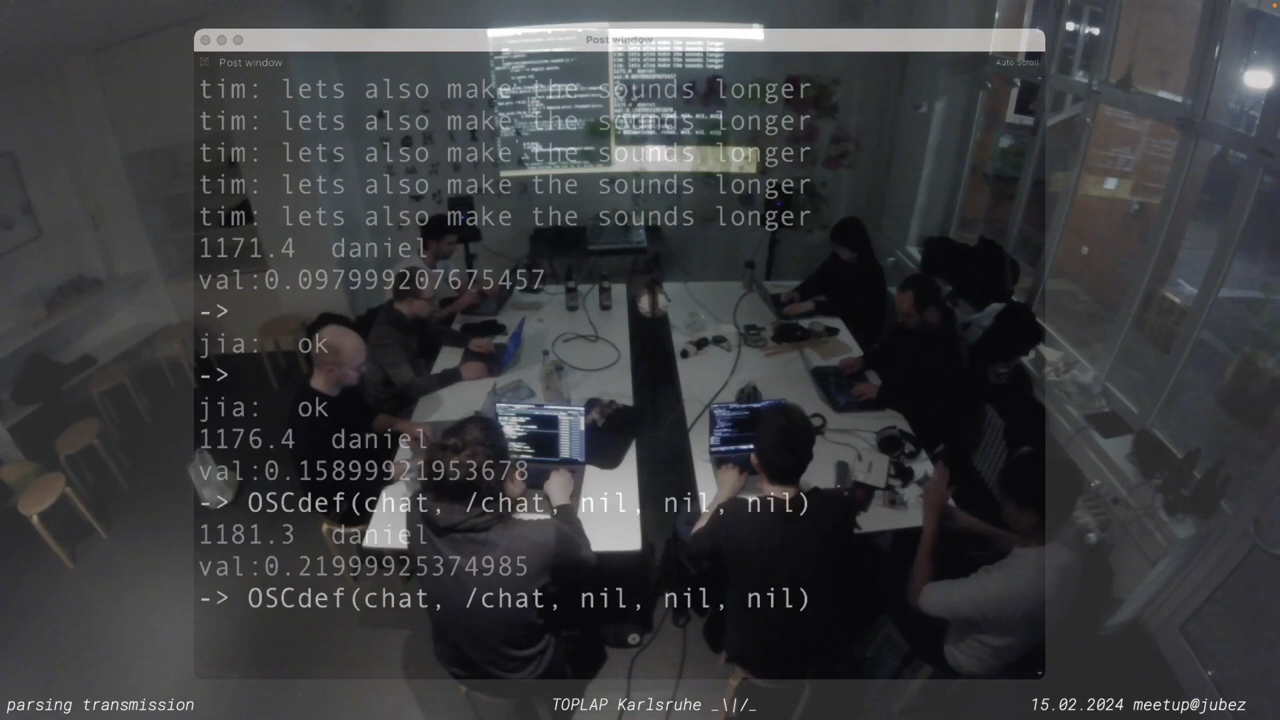 Post window
Post window
Auto Scroll
tim: lets also make the sounds longer
tim: lets also make the sounds longer
tim: lets also make the sounds longer
tim: lets also make the sounds longer
tim: lets also make the sounds longer
1171.4  daniel
val:0.097999207675457
->
jia:  ok
->
jia:  ok
1176.4  daniel
val:0.15899921953678
-> OSCdef(chat, /chat, nil, nil, nil)
1181.3  daniel
val:0.21999925374985
-> OSCdef(chat, /chat, nil, nil, nil)
parsing transmission
TOPLAP Karlsruhe _\|/_
15.02.2024 meetup@jubez